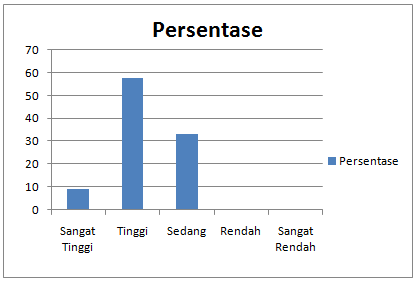 Persentase
70
60
50
40
30
20
10
0
Sangat Tinggi
Tinggi
Sedang
Rendah
Sangat Rendah
Persentase